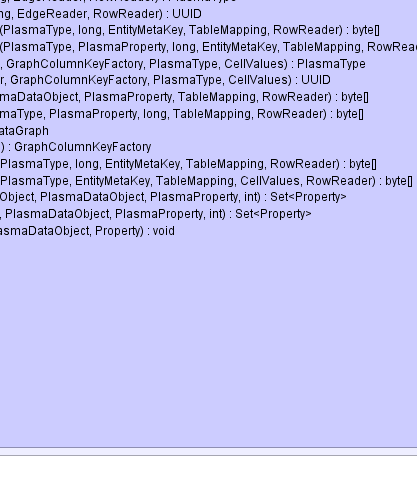 ng, EdgeReader, RowReader) : UUID
(PlasmaType, long, EntityMetaKey, TableMapping, RowReader) : byte[]
(PlasmaType, PlasmaProperty, long, EntityMetaKey, TableMapping, RowRea
, GraphColumnKeyFactory, PlasmaType, CellValues) : PlasmaType
r, GraphColumnKeyFactory, PlasmaType, CellValues) : UUID
maDataObject, PlasmaProperty, TableMapping, RowReader) : byte[]
maType, PlasmaProperty, long, TableMapping, RowReader) : byte[]
ataGraph
) : GraphColumnKeyFactory
PlasmaType, long, EntityMetaKey, TableMapping, RowReader) : byte[]
PlasmaType, EntityMetaKey, TableMapping, CellValues, RowReader) : byte[]
Object, PlasmaDataObject, PlasmaProperty, int) : Set<Property>
, PlasmaDataObject, PlasmaProperty, int) : Set<Property>
asmaDataObject, Property) : void